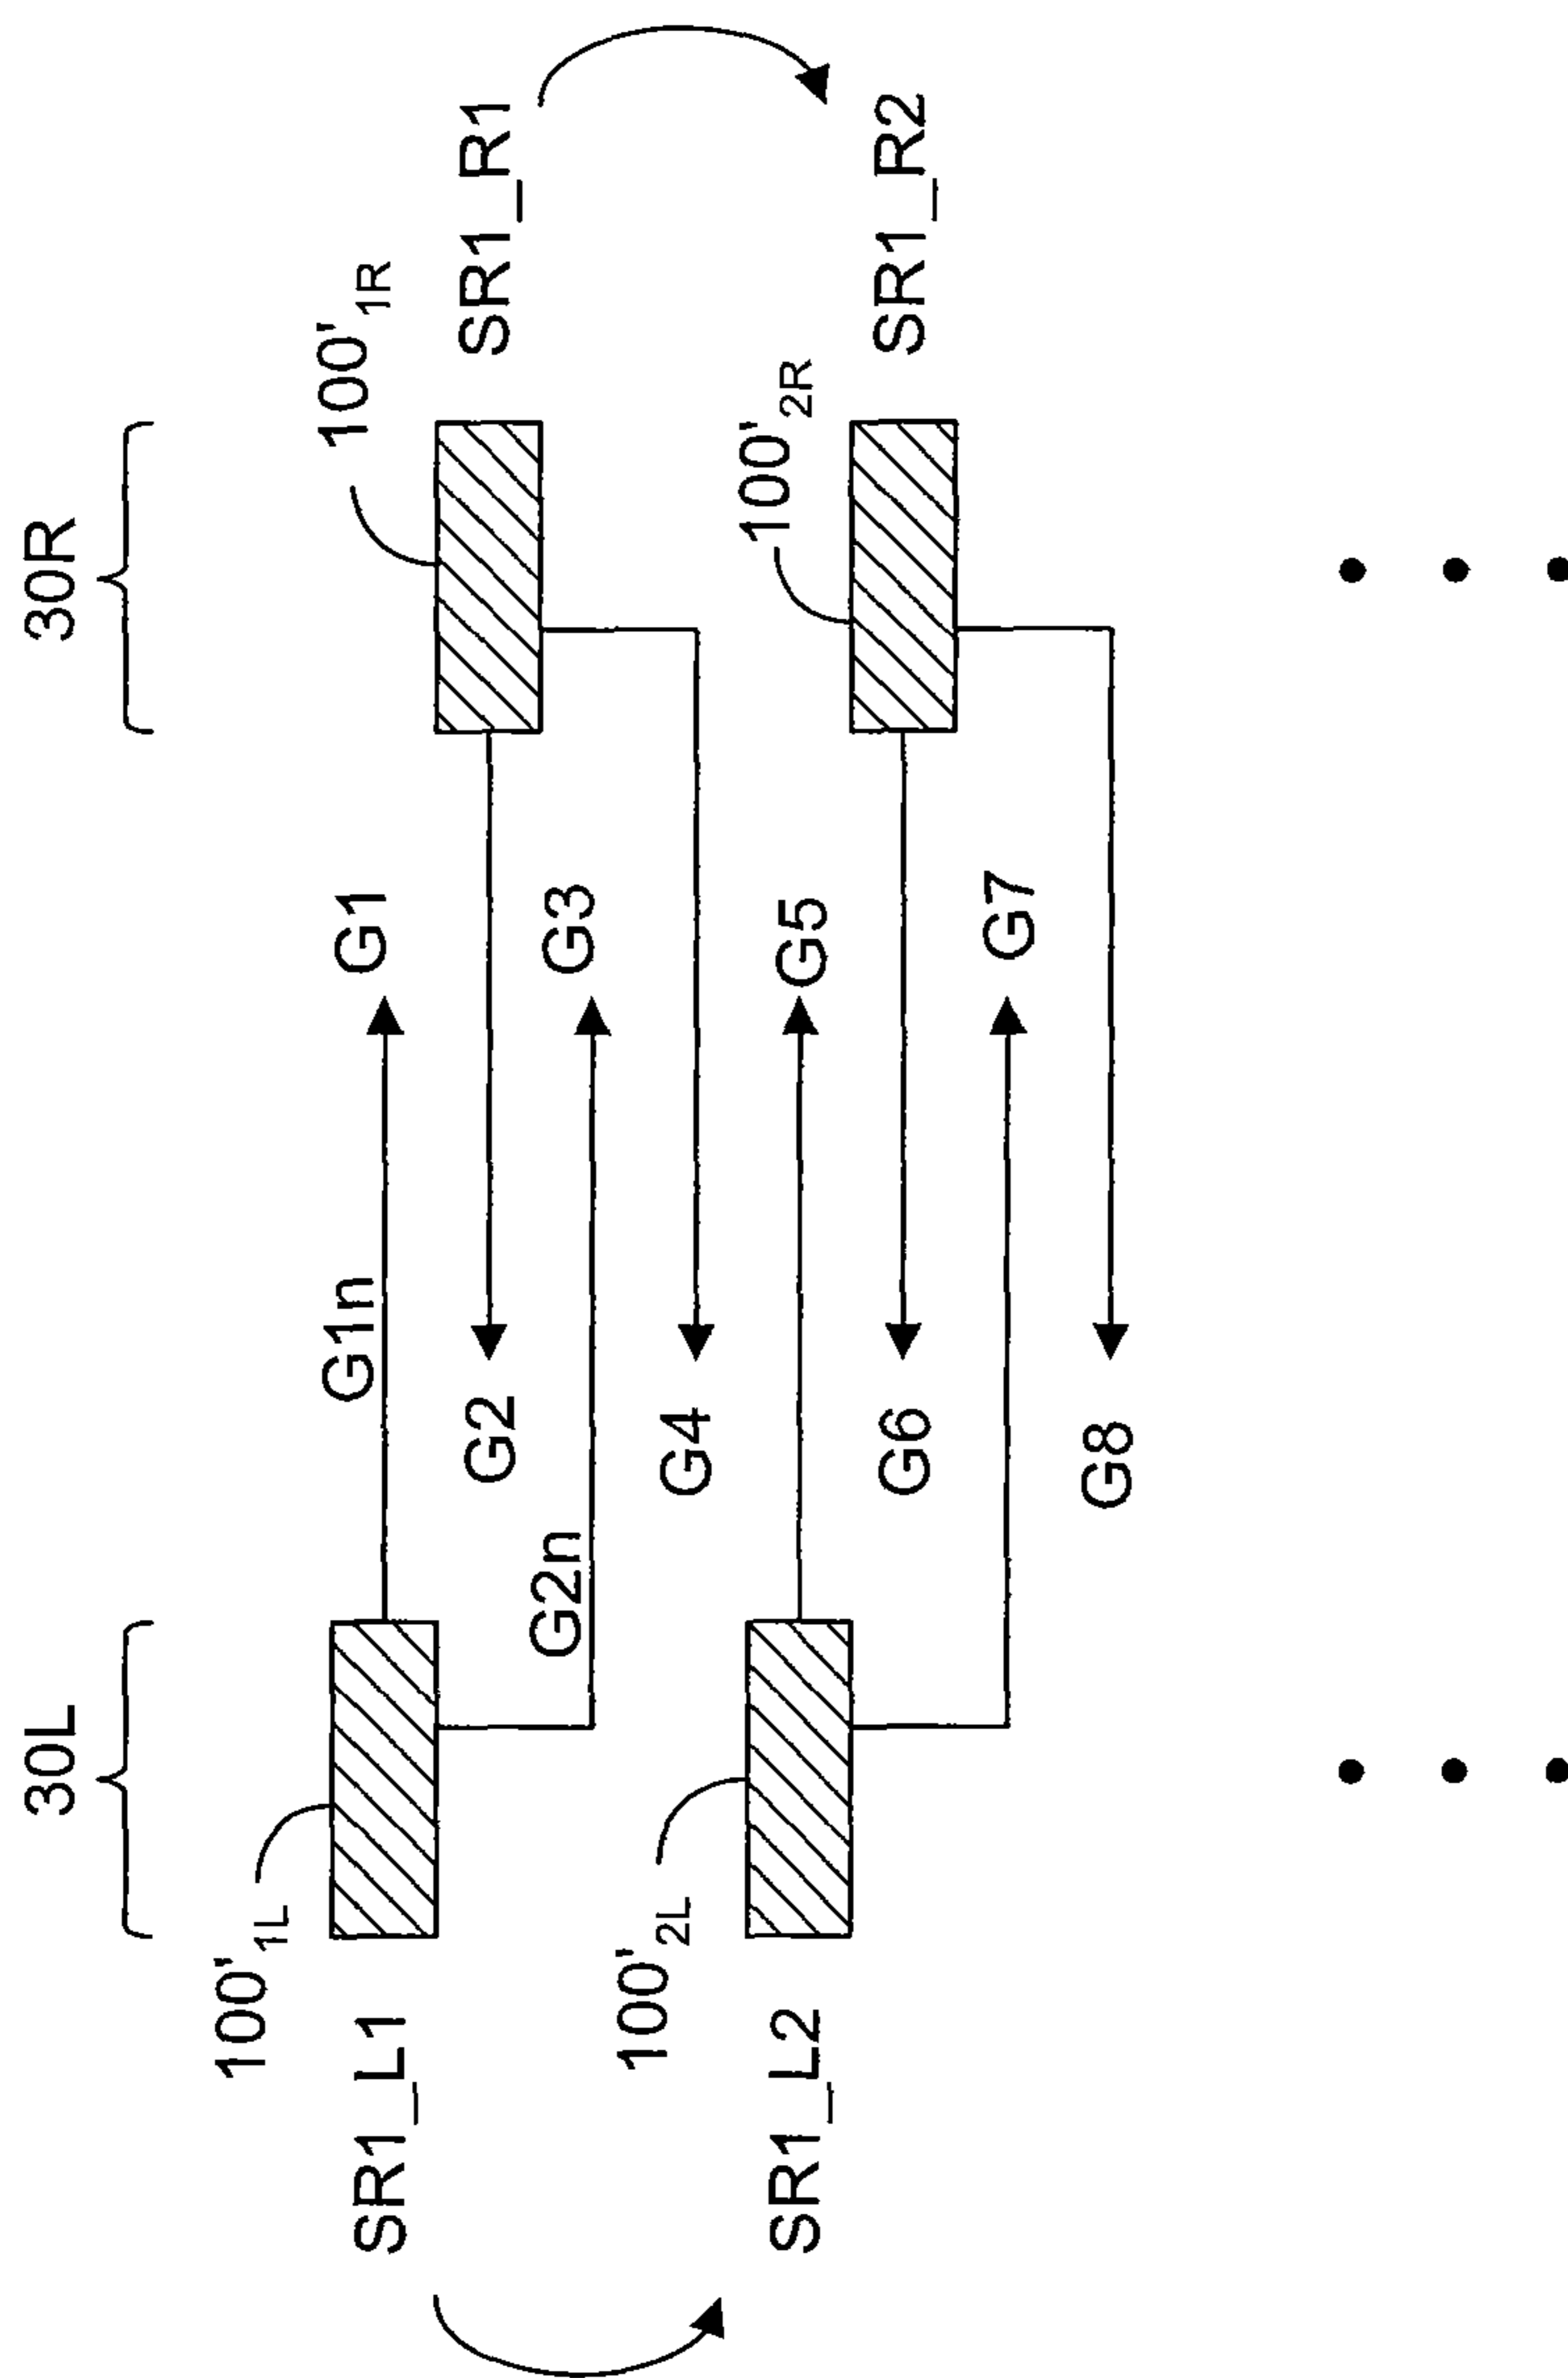 30L
30R
100'1L
100'1R
SR1_L1
G1n
G1
SR1_R1
G2
G2n
G3
100'2L
100'2R
G4
SR1_L2
G5
SR1_R2
G6
G7
G8